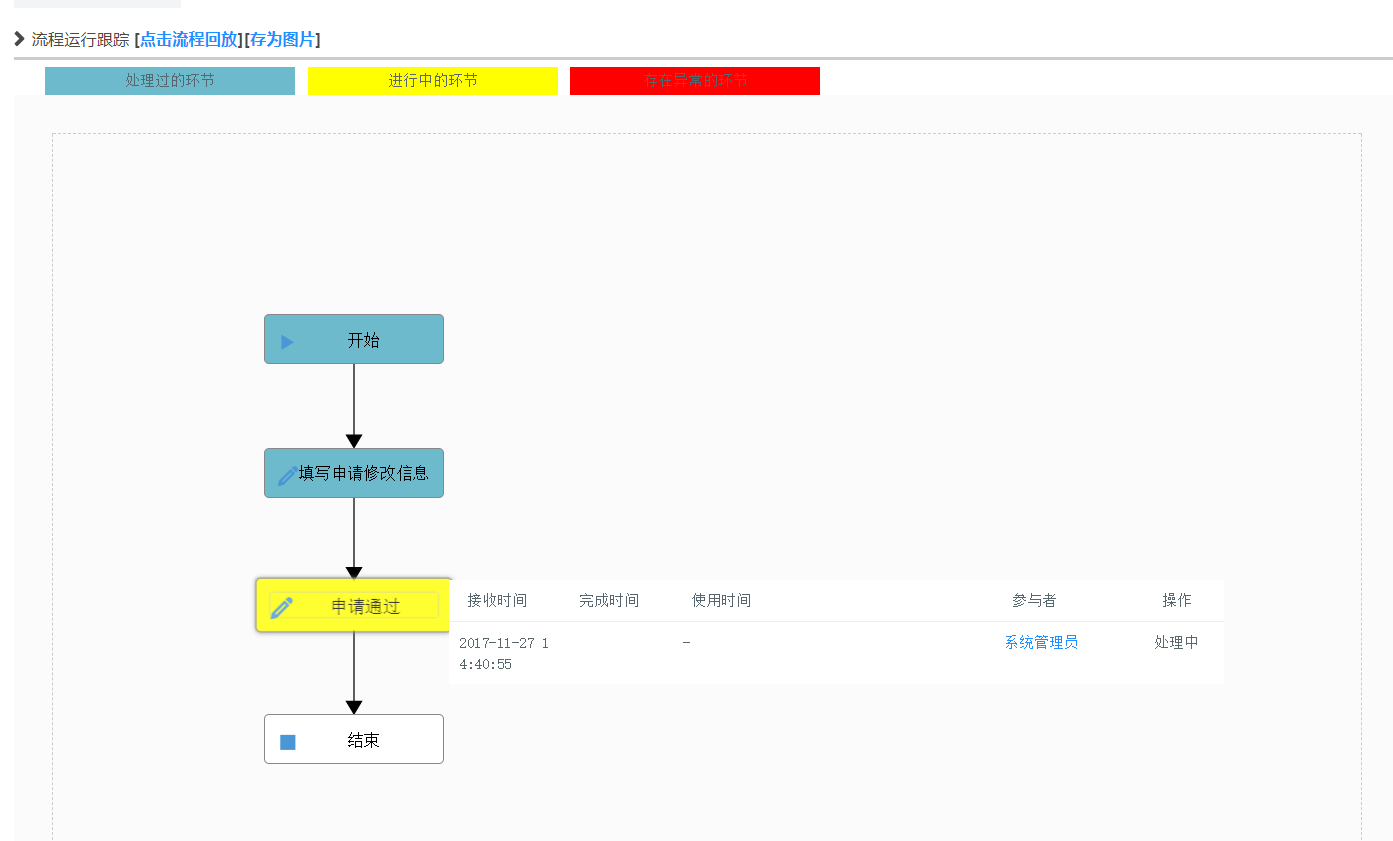 流程运行跟踪 [点击流程回放][存为图片]
处理过的环节 进行中的环节 存在异常的环节
开始
填写申请修改信息
申请通过
接收时间 完成时间 使用时间 参与者 操作
2017-11-27 1 - 系统管理员 处理中
4:40:55
结束